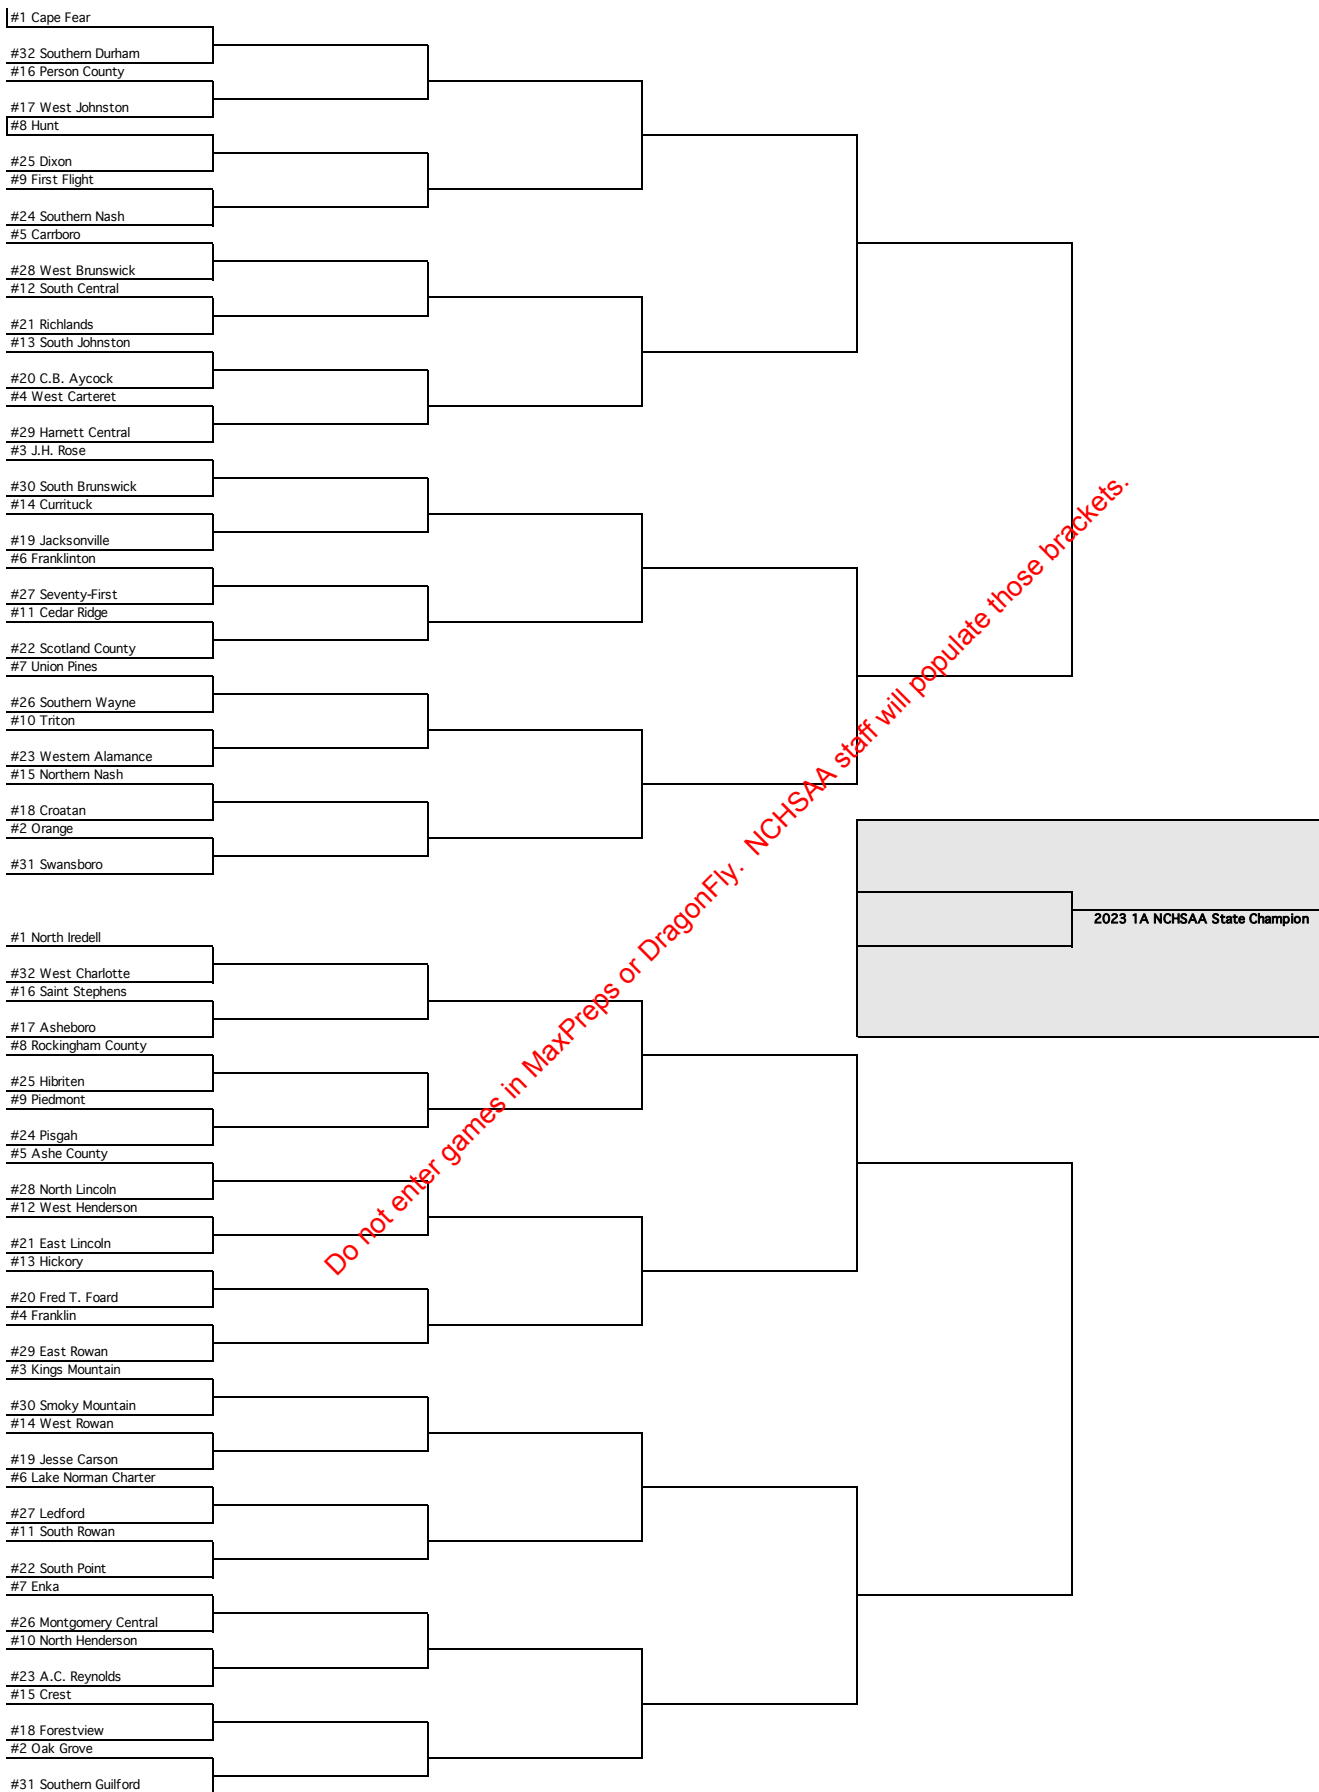 #1 Cape Fear
#32 Southern Durham
#16 Person County
#17 West Johnston
#8 Hunt
#25 Dixon
#9 First Flight
#24 Southern Nash
#5 Carrboro
#28 West Brunswick
#12 South Central
#21 Richlands
#13 South Johnston
#20 C.B. Aycock
#4 West Carteret
#29 Harnett Central
#3 J.H. Rose
#30 South Brunswick
#14 Currituck
#19 Jacksonville
#6 Franklinton
#27 Seventy-First
#11 Cedar Ridge
#22 Scotland County
#7 Union Pines
#26 Southern Wayne
#10 Triton
#23 Western Alamance
#15 Northern Nash
#18 Croatan
#2 Orange
#31 Swansboro
2023 1A NCHSAA State Champion
#1 North Iredell
#32 West Charlotte
#16 Saint Stephens
#17 Asheboro
#8 Rockingham County
#25 Hibriten
#9 Piedmont
#24 Pisgah
#5 Ashe County
#28 North Lincoln
#12 West Henderson
#21 East Lincoln
#13 Hickory
#20 Fred T. Foard
#4 Franklin
#29 East Rowan
#3 Kings Mountain
#30 Smoky Mountain
#14 West Rowan
#19 Jesse Carson
#6 Lake Norman Charter
#27 Ledford
#11 South Rowan
#22 South Point
#7 Enka
#26 Montgomery Central
#10 North Henderson
#23 A.C. Reynolds
#15 Crest
#18 Forestview
#2 Oak Grove
#31 Southern Guilford
Do not enter games in MaxPreps or DragonFly. NCHSAA staff will populate those brackets.